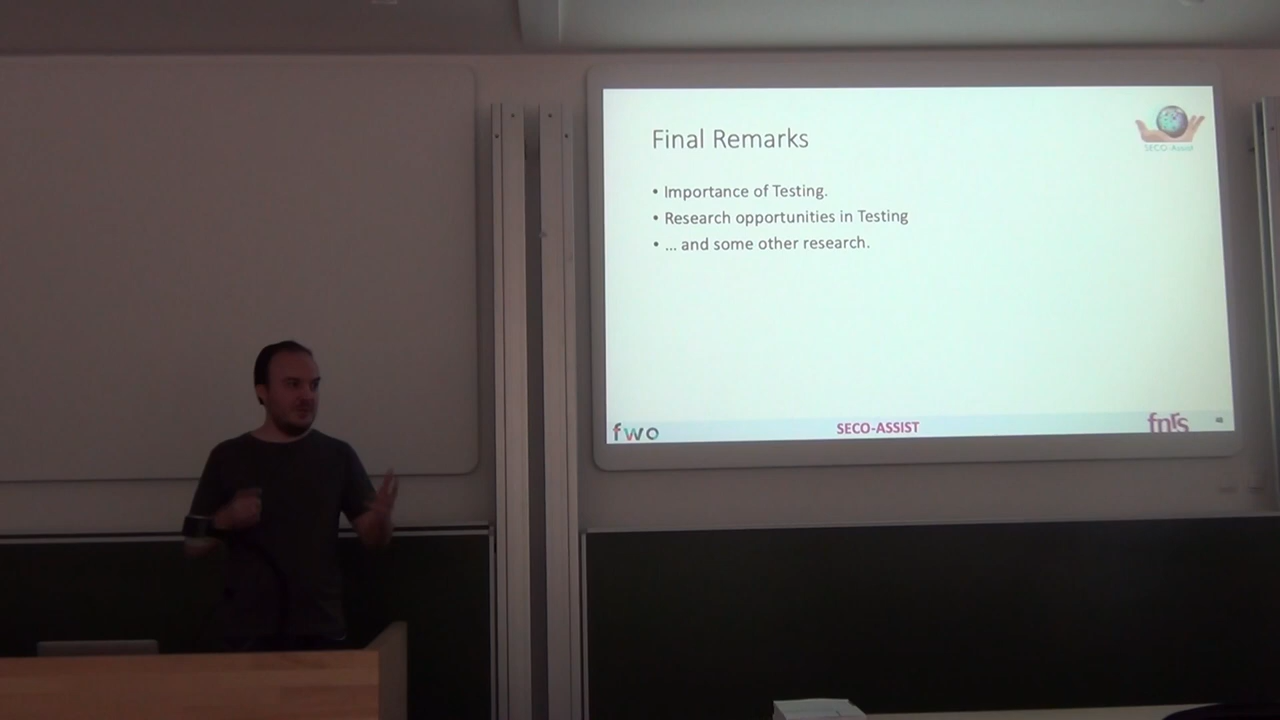 Final Remarks
SECO-Assist
• Importance of Testing.
• Research opportunities in Testing
• ... and some other research.
fwo
SECO-ASSIST
fnrs